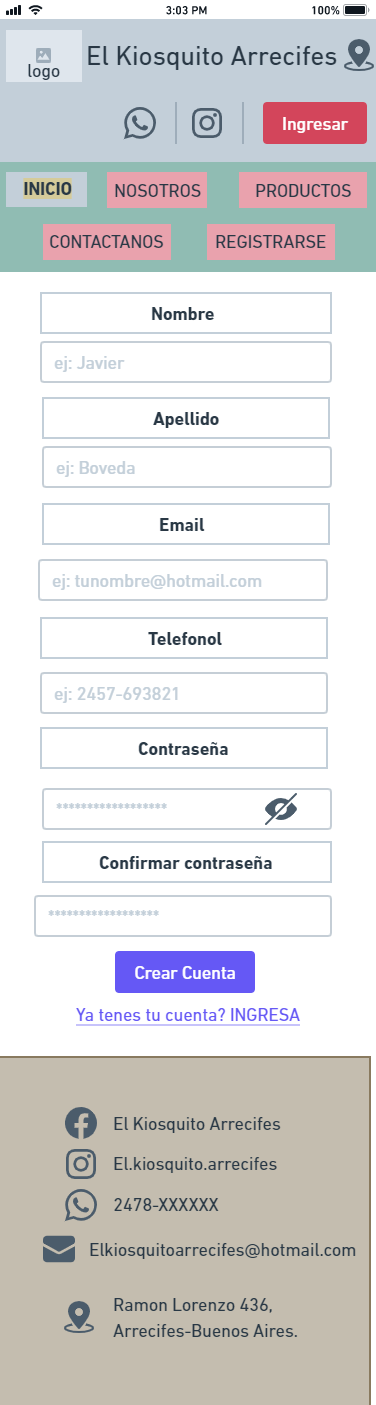 3:03 PM
100%
logo
El Kiosquito Arrecifes
Ingresar
INICIO
NOSOTROS
PRODUCTOS
CONTACTANOS
REGISTRARSE
Nombre
ej: Javier
Apellido
ej: Boveda
Email
ej: tunombre@hotmail.com
Telefonol
ej: 2457-693821
Contraseña
******************
Confirmar contraseña
******************
Crear Cuenta
Ya tenes tu cuenta? INGRESA
El Kiosquito Arrecifes
El.kiosquito.arrecifes
2478-XXXXXX
Elkiosquitoarrecifes@hotmail.com
Ramon Lorenzo 436,
Arrecifes-Buenos Aires.